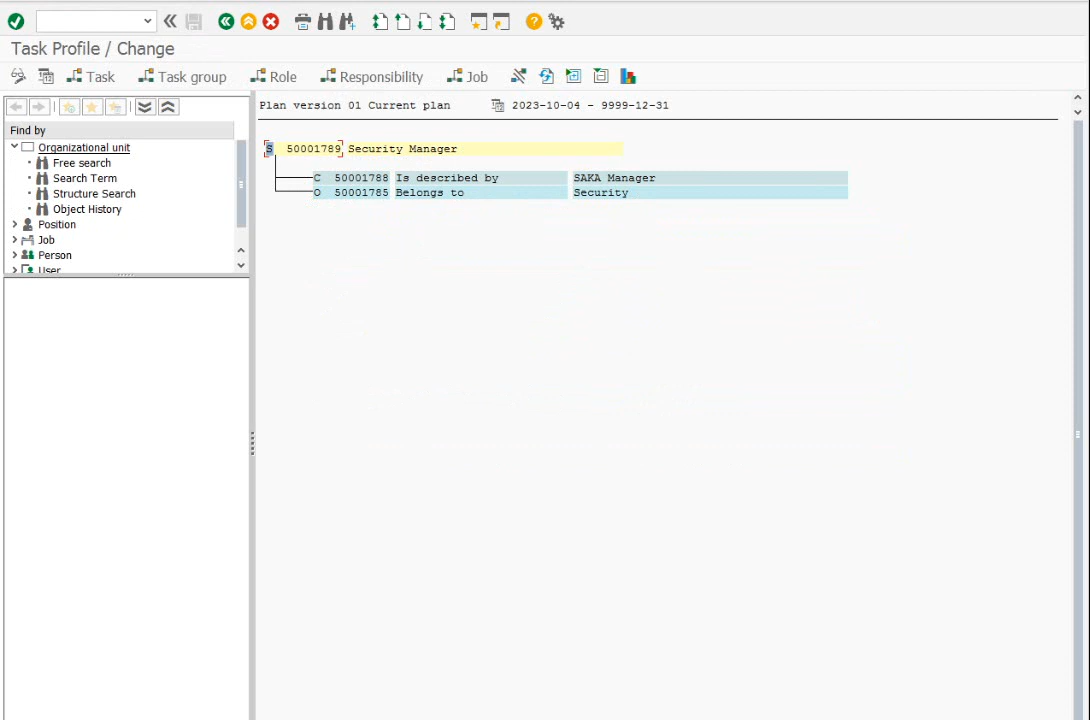 Task Profile / Change
Task Task group Role Responsibility Job
Plan version 01 Current plan 2023-10-04 - 9999-12-31
Find by
Organizational unit
Free search
Search Term
Structure Search
Object History
Position
Job
Person
User
S 50001789 Security Manager
C 50001788 Is described by SAKA Manager
O 50001785 Belongs to Security